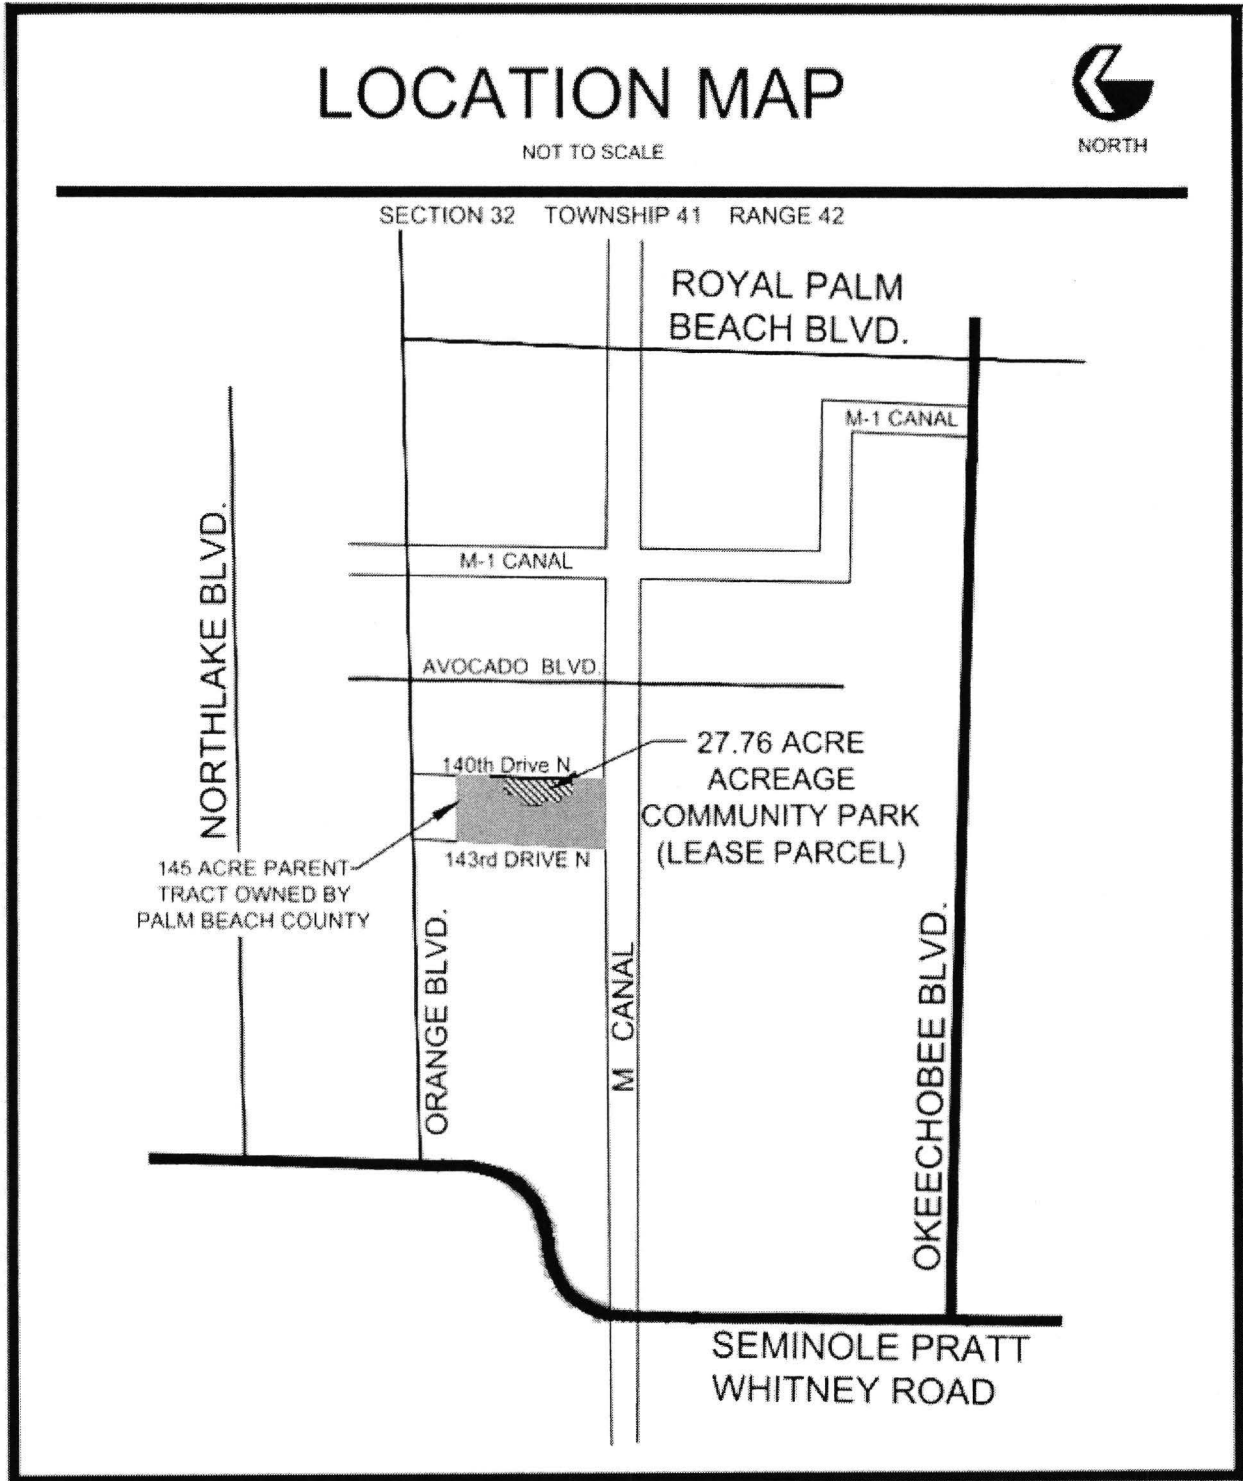 LOCATION MAP
NOT TO SCALE
NORTH
SECTION 32 TOWNSHIP 41 RANGE 42
ROYAL PALM
BEACH BLVD.
M-1 CANAL
NORTHLAKE BLVD.
M-1 CANAL
AVOCADO BLVD.
140th Drive N
27.76 ACRE
ACREAGE
COMMUNITY PARK
(LEASE PARCEL)
143rd DRIVE N
145 ACRE PARENT
TRACT OWNED BY
PALM BEACH COUNTY
ORANGE BLVD.
M CANAL
OKEECHOBEE BLVD.
SEMINOLE PRATT
WHITNEY ROAD